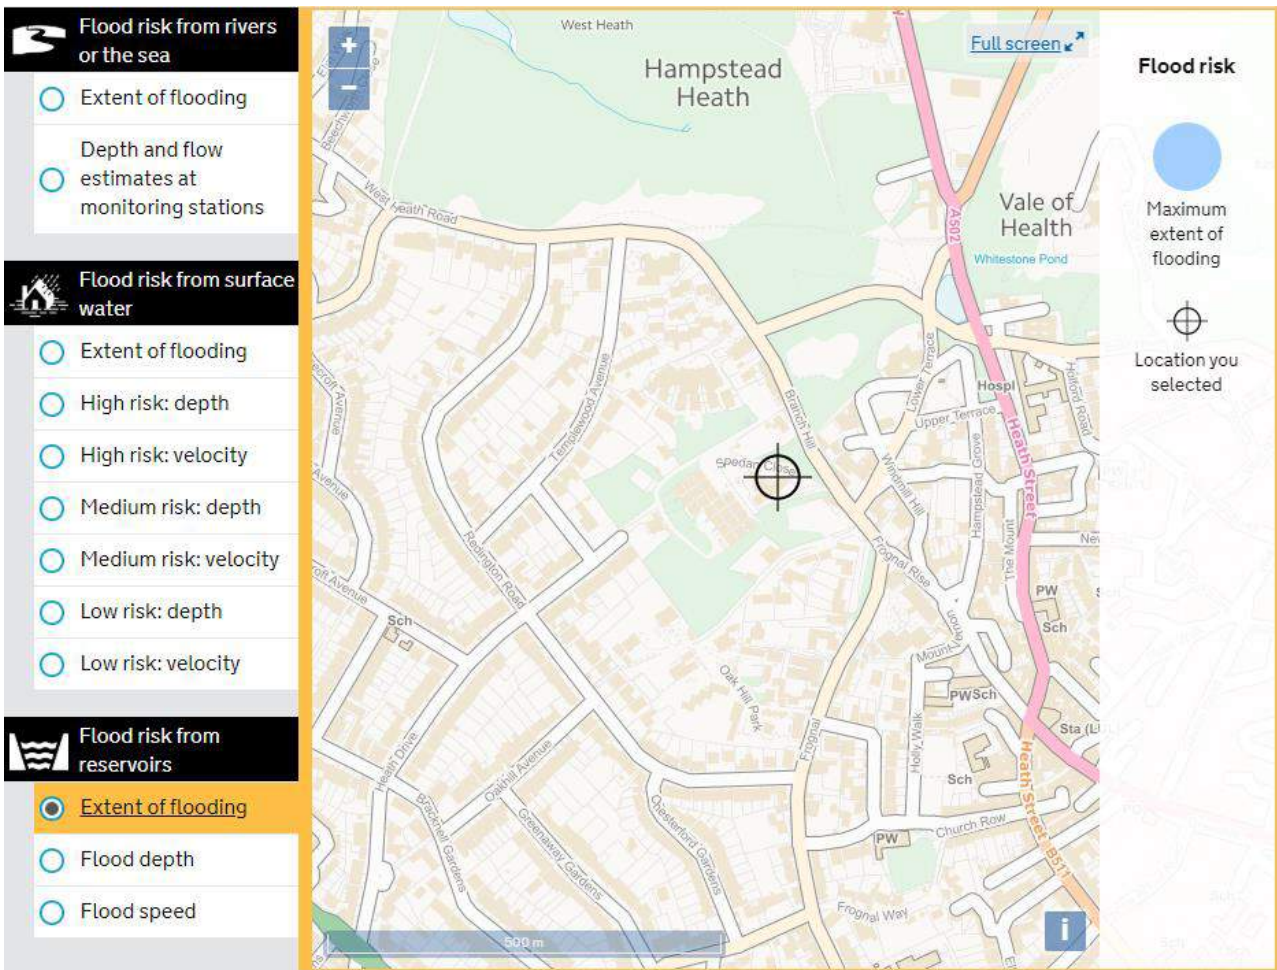 Flood risk from rivers
or the sea
Extent of flooding
Depth and flow
estimates at
monitoring stations
Flood risk from surface
water
Extent of flooding
High risk: depth
High risk: velocity
Medium risk: depth
Medium risk: velocity
Low risk: depth
Low risk: velocity
Flood risk from
reservoirs
Extent of flooding
Flood depth
Flood speed
+
−
West Heath
Full screen
Hampstead
Heath
West Heath Road
A502
Vale of
Health
Whitestone Pond
Templewood Avenue
Branch Hill
Lower Terrace
Hospl
Holford Road
Upper Terrace
Heath Street
Avenue
Avenue
Spedan Close
Windmill Hill
Hampstead Grove
The Mount
Redington Road
Frognal Rise
PW
Sch
Sch
Mount Vernon
Oak Hill Park
PW
Sch
Holly Walk
Frognal
Heath Drive
Oakhill Avenue
Sch
Heath Street
B511
Bracknell Gardens
Greenaway Gardens
Chesterford Gardens
Church Row
PW
Frognal Way
500 m
i
Flood risk
Maximum
extent of
flooding
Location you
selected